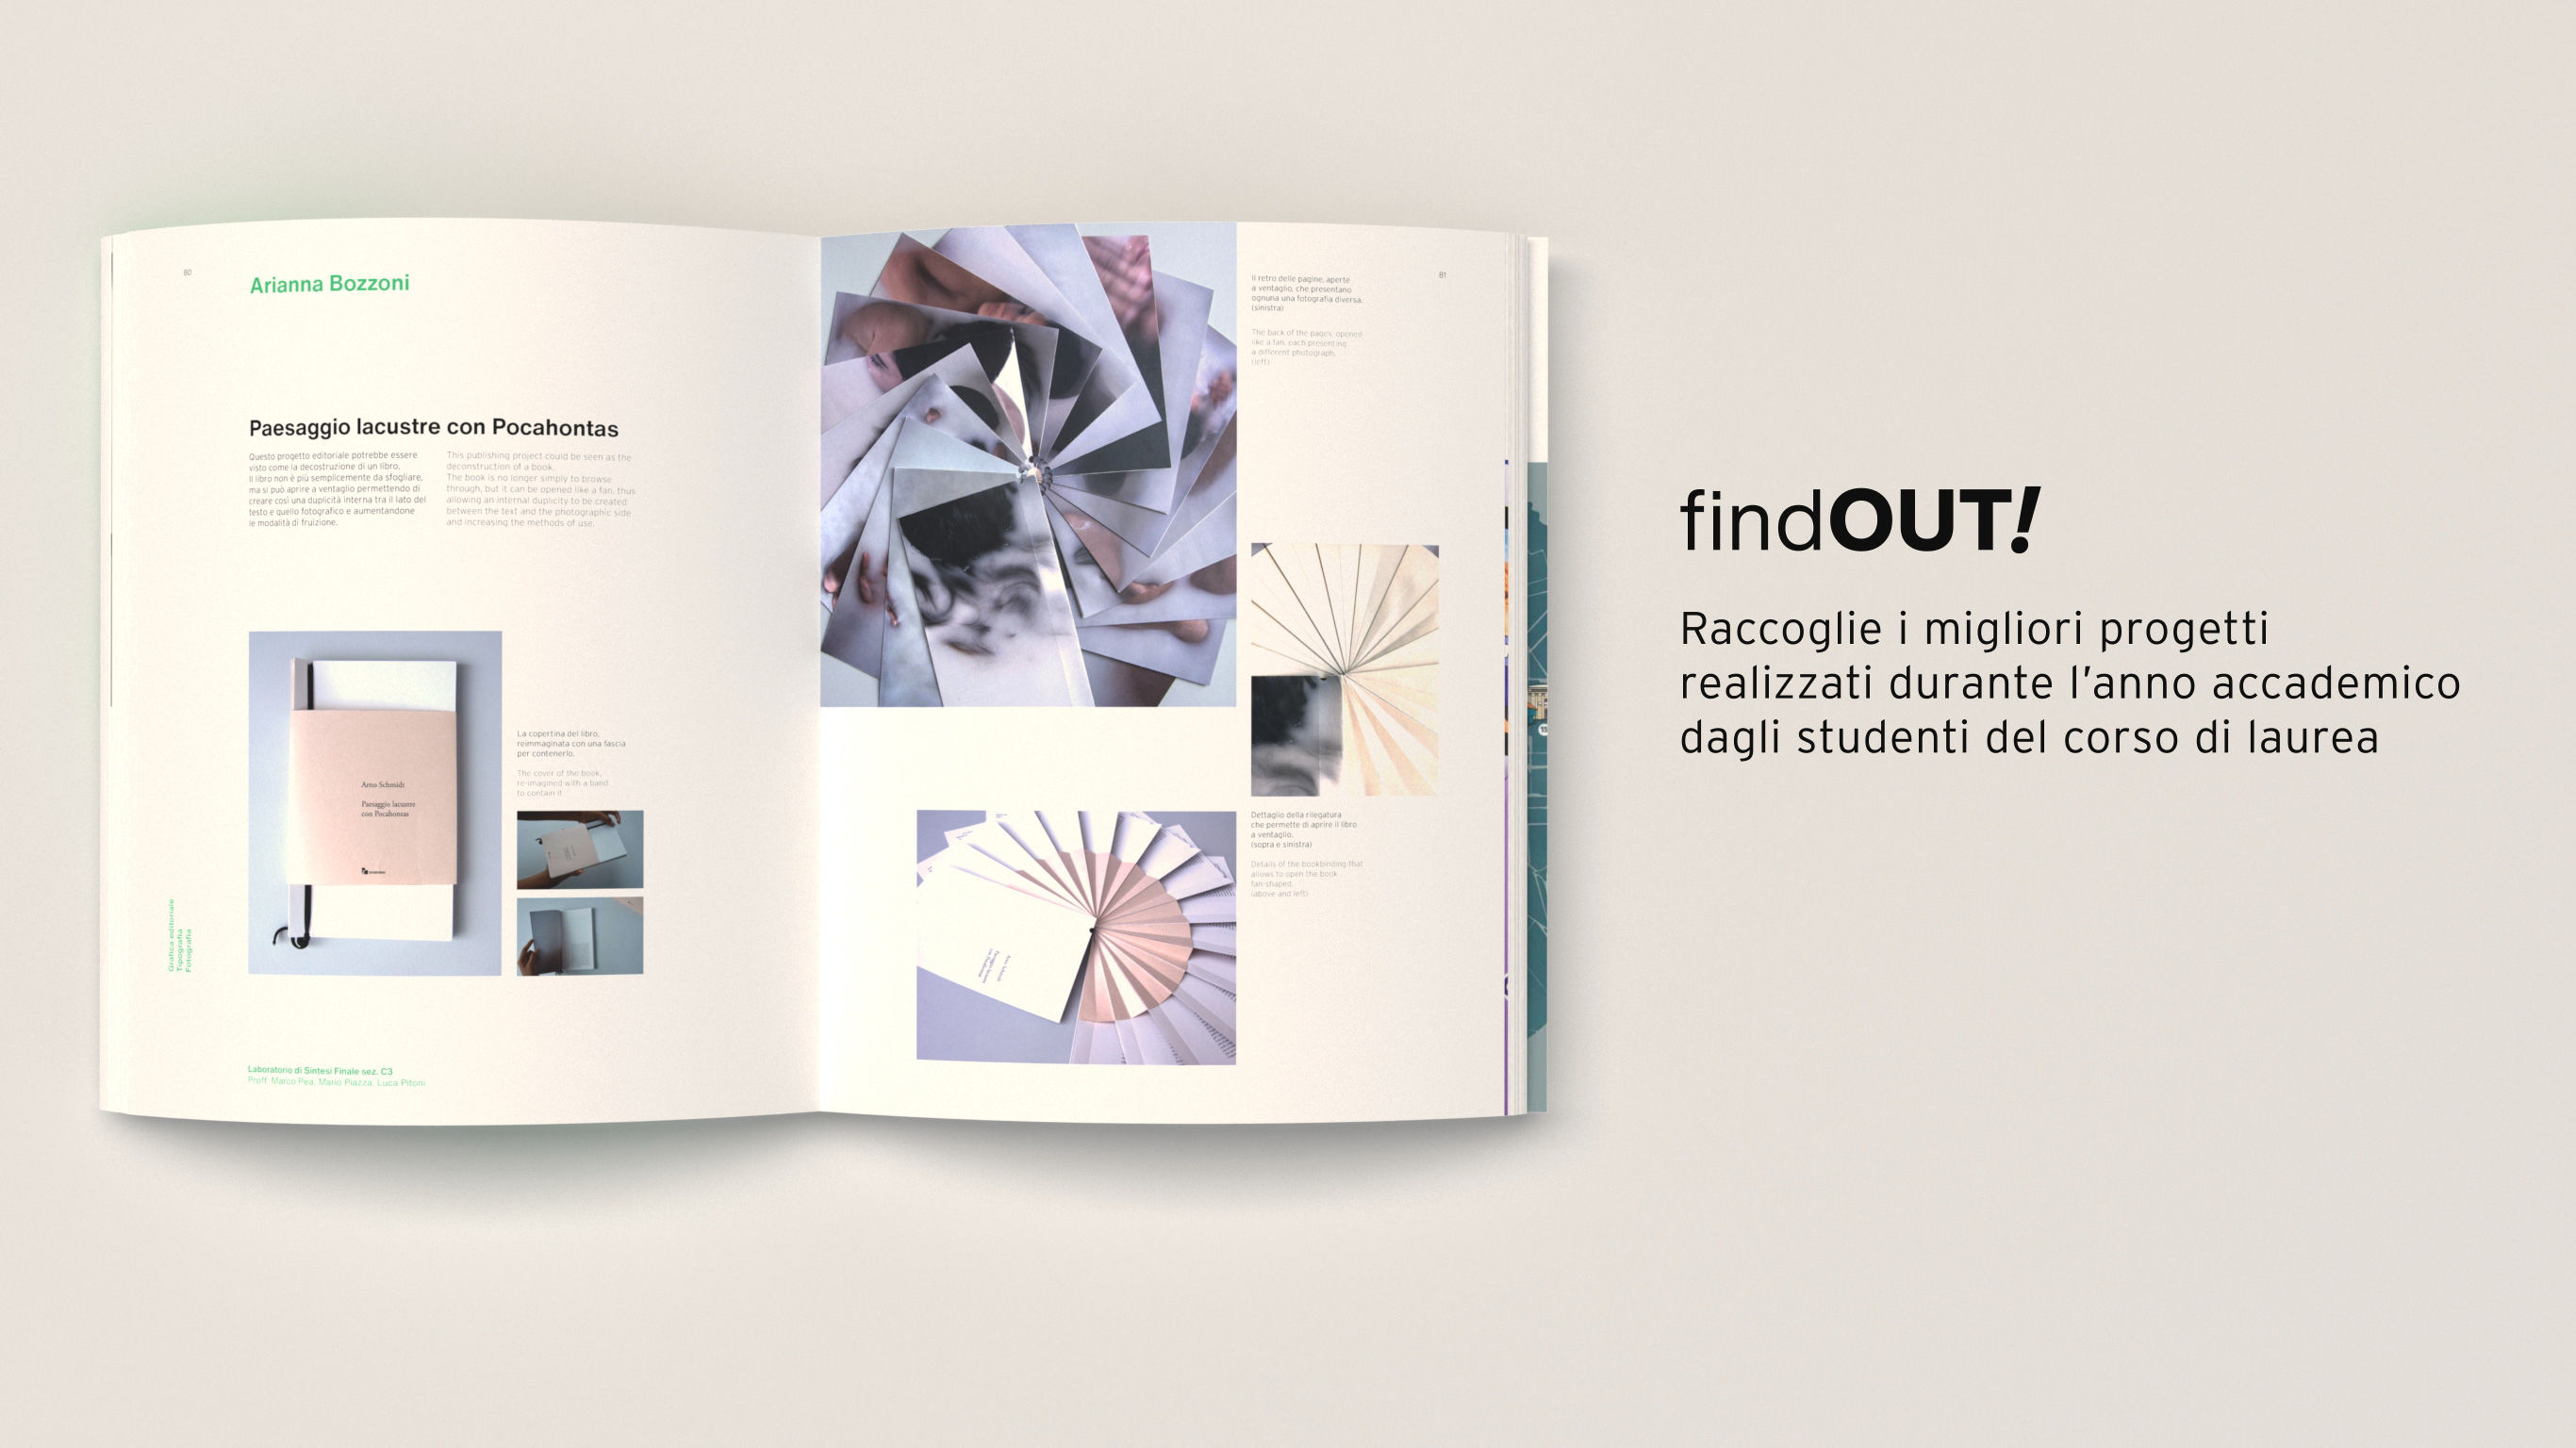 80
Arianna Bozzoni
Paesaggio lacustre con Pocahontas
Questo progetto editoriale potrebbe essere
visto come la decostruzione di un libro.
Il libro non è più semplicemente da sfogliare,
ma si può aprire a ventaglio permettendo di
creare così una duplicità interna tra il lato del
testo e quello fotografico e aumentandone
le modalità di fruizione.
This publishing project could be seen as the
deconstruction of a book.
The book is no longer simply to browse
through, but it can be opened like a fan, thus
allowing an internal duplicity to be created
between the text and the photographic side
and increasing the methods of use.
Arno Schmidt
Paesaggio lacustre
con Pocahontas
La copertina del libro,
reimmaginata con una fascia
per contenerlo.
The cover of the book,
re-imagined with a band
to contain it
Grafica editoriale
Tipografia
Fotografia
Laboratorio di Sintesi Finale sez. C3
Proff. Marco Pea, Mario Piazza, Luca Pitoni
Il retro delle pagine, aperte
a ventaglio, che presentano
ognuna una fotografia diversa.
(sinistra)
The back of the pages, opened
like a fan, each presenting
a different photograph.
(left)
81
Dettaglio della rilegatura
che permette di aprire il libro
a ventaglio.
(sopra e sinistra)
Details of the bookbinding that
allows to open the book
fan-shaped.
(above and left)
findOUT!
Raccoglie i migliori progetti
realizzati durante l'anno accademico
dagli studenti del corso di laurea